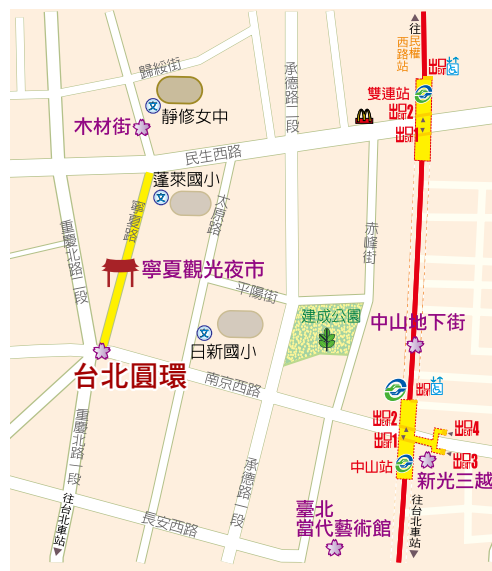 往民權西路站
出口
雙連站
出口2
出口1
歸綏街
承德路二段
文
靜修女中
木材街
民生西路
文
蓬萊國小
寧夏路
太原路
赤峰街
重慶北路二段
寧夏觀光夜市
平陽街
建成公園
中山地下街
文
日新國小
台北圓環
南京西路
出口
出口2
出口1
出口4
出口3
中山站
新光三越
重慶北路一段
承德路一段
往台北車站
長安西路
臺北
當代藝術館
往台北車站